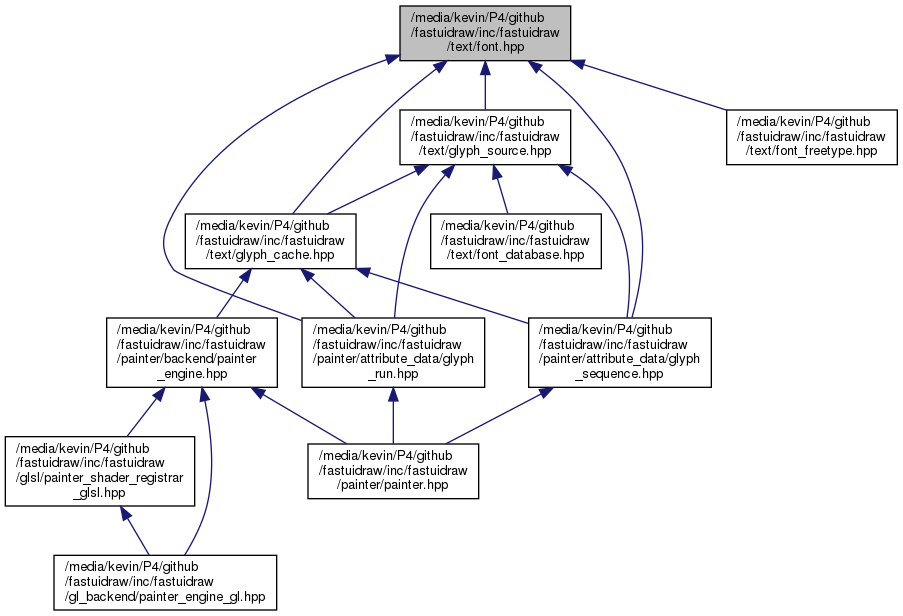 /media/kevin/P4/github
/fastuidraw/inc/fastuidraw
/text/font.hpp
/media/kevin/P4/github
/fastuidraw/inc/fastuidraw
/text/glyph_source.hpp
/media/kevin/P4/github
/fastuidraw/inc/fastuidraw
/text/font_freetype.hpp
/media/kevin/P4/github
/fastuidraw/inc/fastuidraw
/text/glyph_cache.hpp
/media/kevin/P4/github
/fastuidraw/inc/fastuidraw
/text/font_database.hpp
/media/kevin/P4/github
/fastuidraw/inc/fastuidraw
/painter/backend/painter
_engine.hpp
/media/kevin/P4/github
/fastuidraw/inc/fastuidraw
/painter/attribute_data/glyph
_run.hpp
/media/kevin/P4/github
/fastuidraw/inc/fastuidraw
/painter/attribute_data/glyph
_sequence.hpp
/media/kevin/P4/github
/fastuidraw/inc/fastuidraw
/glsl/painter_shader_registrar
_glsl.hpp
/media/kevin/P4/github
/fastuidraw/inc/fastuidraw
/painter/painter.hpp
/media/kevin/P4/github
/fastuidraw/inc/fastuidraw
/gl_backend/painter_engine_gl.hpp